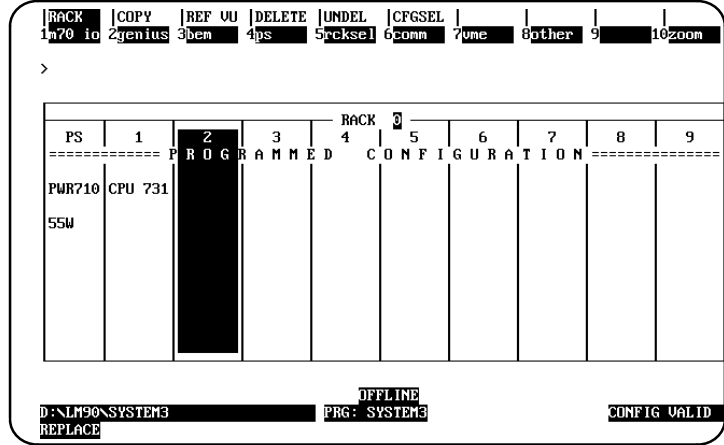 RACK |COPY |REF VU |DELETE |UNDEL |CFGSEL | | | |
1m70 io 2genius 3bem 4ps 5rcksel 6comm 7vme 8other 9 10zoom
>
RACK 0
PS 1 2 3 4 5 6 7 8 9
====== ====== P R O G R A M M E D C O N F I G U R A T I O N ================
PWR710 CPU 731
55W
OFFLINE
D:\LM90\SYSTEM3 PRG: SYSTEM3 CONFIG VALID
REPLACE